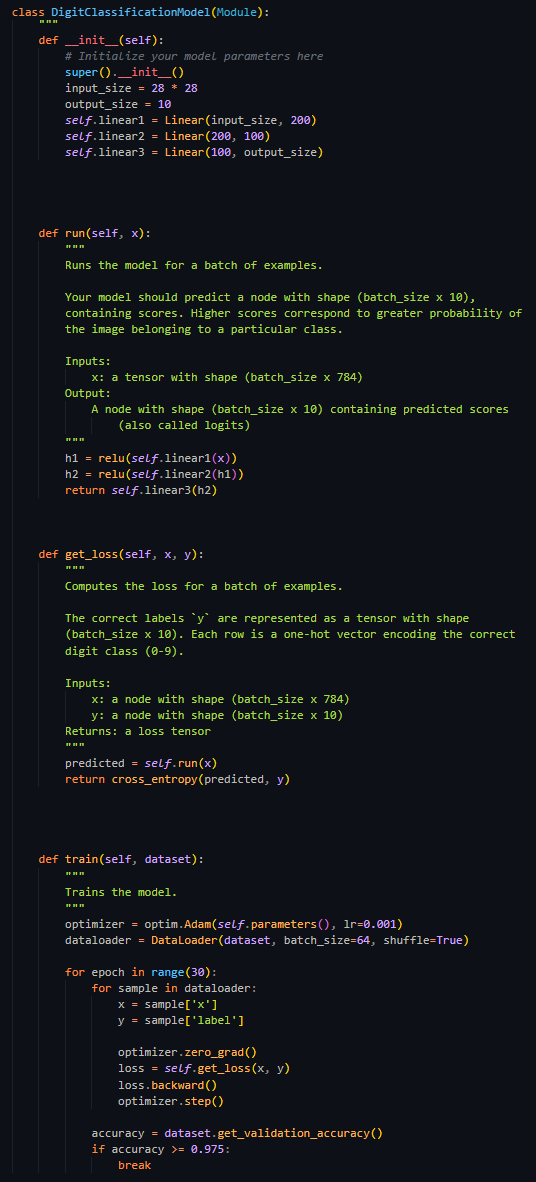 class DigitClassificationModel(Module):
    """
    def __init__(self):
        # Initialize your model parameters here
        super().__init__()
        input_size = 28 * 28
        output_size = 10
        self.linear1 = Linear(input_size, 200)
        self.linear2 = Linear(200, 100)
        self.linear3 = Linear(100, output_size)
    def run(self, x):
        """
        Runs the model for a batch of examples.
        Your model should predict a node with shape (batch_size x 10),
        containing scores. Higher scores correspond to greater probability of
        the image belonging to a particular class.
        Inputs:
            x: a tensor with shape (batch_size x 784)
        Output:
            A node with shape (batch_size x 10) containing predicted scores
                (also called logits)
        """
        h1 = relu(self.linear1(x))
        h2 = relu(self.linear2(h1))
        return self.linear3(h2)
    def get_loss(self, x, y):
        """
        Computes the loss for a batch of examples.
        The correct labels `y` are represented as a tensor with shape
        (batch_size x 10). Each row is a one-hot vector encoding the correct
        digit class (0-9).
        Inputs:
            x: a node with shape (batch_size x 784)
            y: a node with shape (batch_size x 10)
        Returns: a loss tensor
        """
        predicted = self.run(x)
        return cross_entropy(predicted, y)
    def train(self, dataset):
        """
        Trains the model.
        """
        optimizer = optim.Adam(self.parameters(), lr=0.001)
        dataloader = DataLoader(dataset, batch_size=64, shuffle=True)
        for epoch in range(30):
            for sample in dataloader:
                x = sample['x']
                y = sample['label']
                optimizer.zero_grad()
                loss = self.get_loss(x, y)
                loss.backward()
                optimizer.step()
            accuracy = dataset.get_validation_accuracy()
            if accuracy >= 0.975:
                break